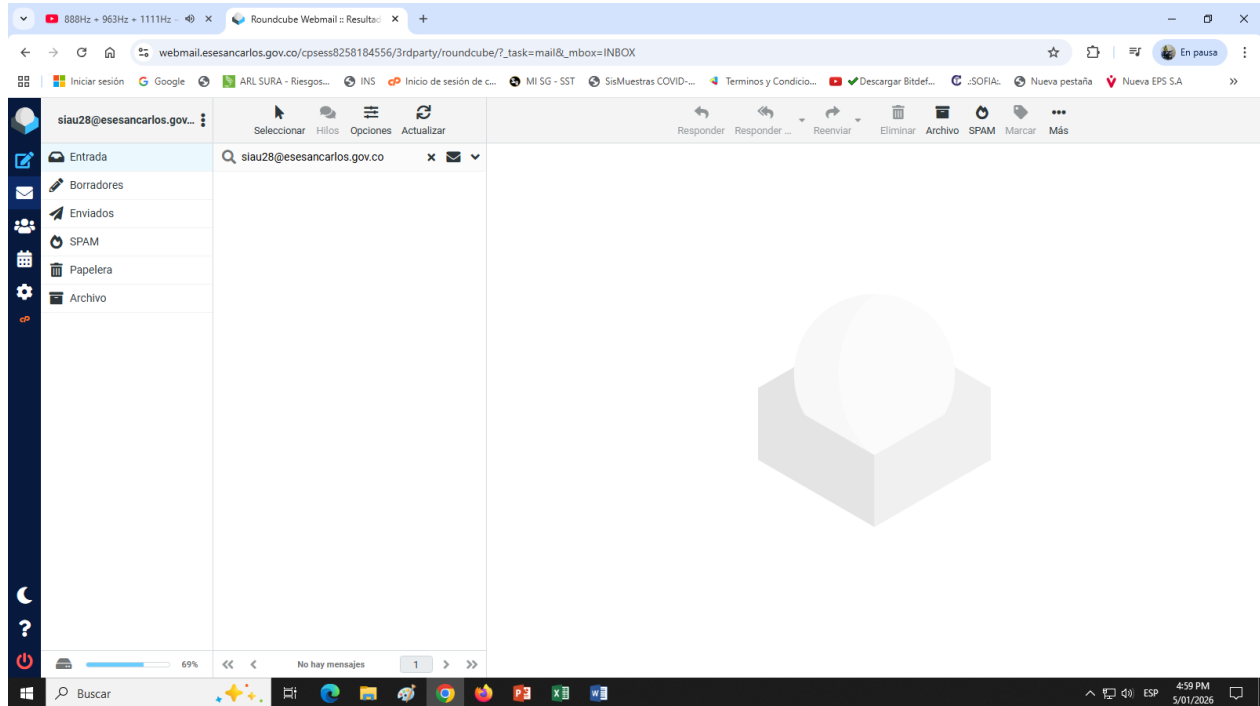 888Hz + 963Hz + 1111Hz -
Roundcube Webmail :: Resultad
webmail.esesancarlos.gov.co/cpsess8258184556/3rdparty/roundcube/?_task=mail&_mbox=INBOX
En pausa
Iniciar sesión
Google
ARL SURA - Riesgos...
INS
Inicio de sesión de c...
MI SG - SST
SisMuestras COVID-...
Terminos y Condicio...
Descargar Bitdef...
.:SOFIA:.
Nueva pestaña
Nueva EPS S.A
siau28@esesancarlos.gov...
Seleccionar
Hilos
Opciones
Actualizar
Responder
Responder ...
Reenviar
Eliminar
Archivo
SPAM
Marcar
Más
Entrada
Borradores
Enviados
SPAM
Papelera
Archivo
siau28@esesancarlos.gov.co
69%
No hay mensajes
1
Buscar
ESP
4:59 PM
5/01/2026